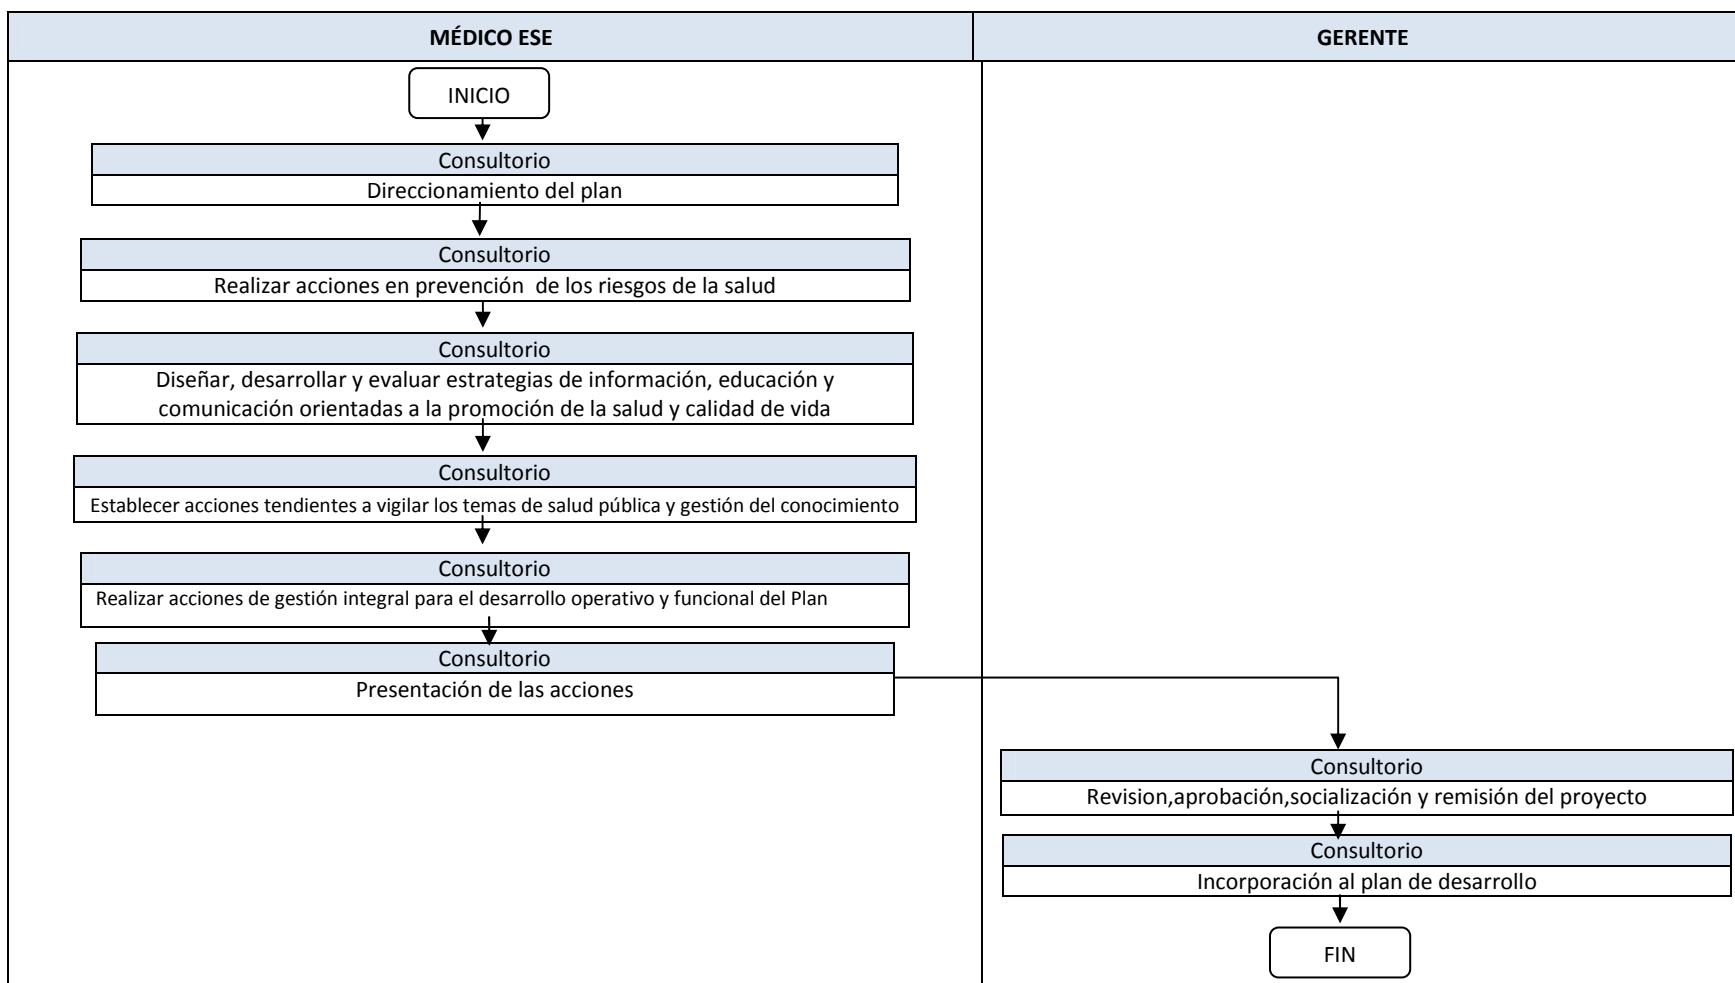 MÉDICO ESE
GERENTE
INICIO
Consultorio
Direccionamiento del plan
Consultorio
Realizar acciones en prevención de los riesgos de la salud
Consultorio
Diseñar, desarrollar y evaluar estrategias de información, educación y
comunicación orientadas a la promoción de la salud y calidad de vida
Consultorio
Establecer acciones tendientes a vigilar los temas de salud pública y gestión del conocimiento
Consultorio
Realizar acciones de gestión integral para el desarrollo operativo y funcional del Plan
Consultorio
Presentación de las acciones
Consultorio
Revision,aprobación,socialización y remisión del proyecto
Consultorio
Incorporación al plan de desarrollo
FIN